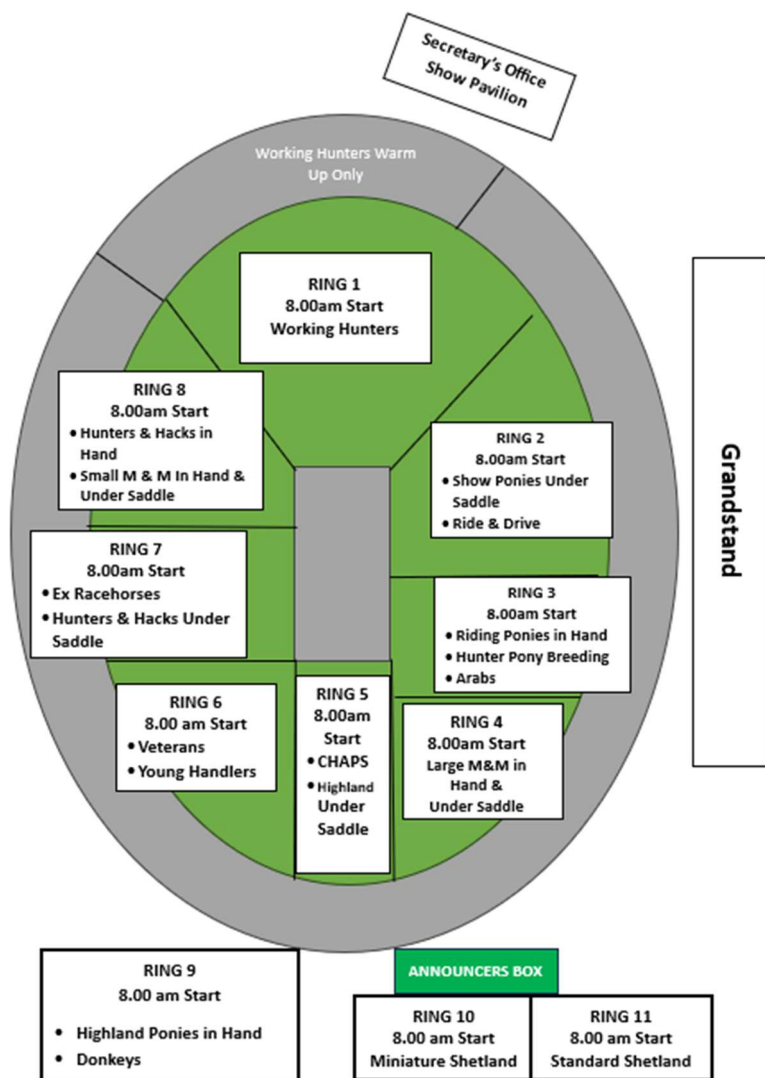 Secretary's Office
Show Pavilion
Working Hunters Warm
Up Only
RING 1
8.00am Start
Working Hunters
RING 8
8.00am Start
• Hunters & Hacks in
Hand
• Small M & M In Hand &
Under Saddle
RING 2
8.00am Start
• Show Ponies Under
Saddle
• Ride & Drive
Grandstand
RING 7
8.00am Start
• Ex Racehorses
• Hunters & Hacks Under
Saddle
RING 3
8.00am Start
• Riding Ponies in Hand
• Hunter Pony Breeding
• Arabs
RING 6
8.00 am Start
• Veterans
• Young Handlers
RING 5
8.00am
Start
• CHAPS
• Highland
Under
Saddle
RING 4
8.00am Start
Large M&M in
Hand &
Under Saddle
RING 9
8.00 am Start
• Highland Ponies in Hand
• Donkeys
ANNOUNCERS BOX
RING 10
8.00 am Start
Miniature Shetland
RING 11
8.00 am Start
Standard Shetland